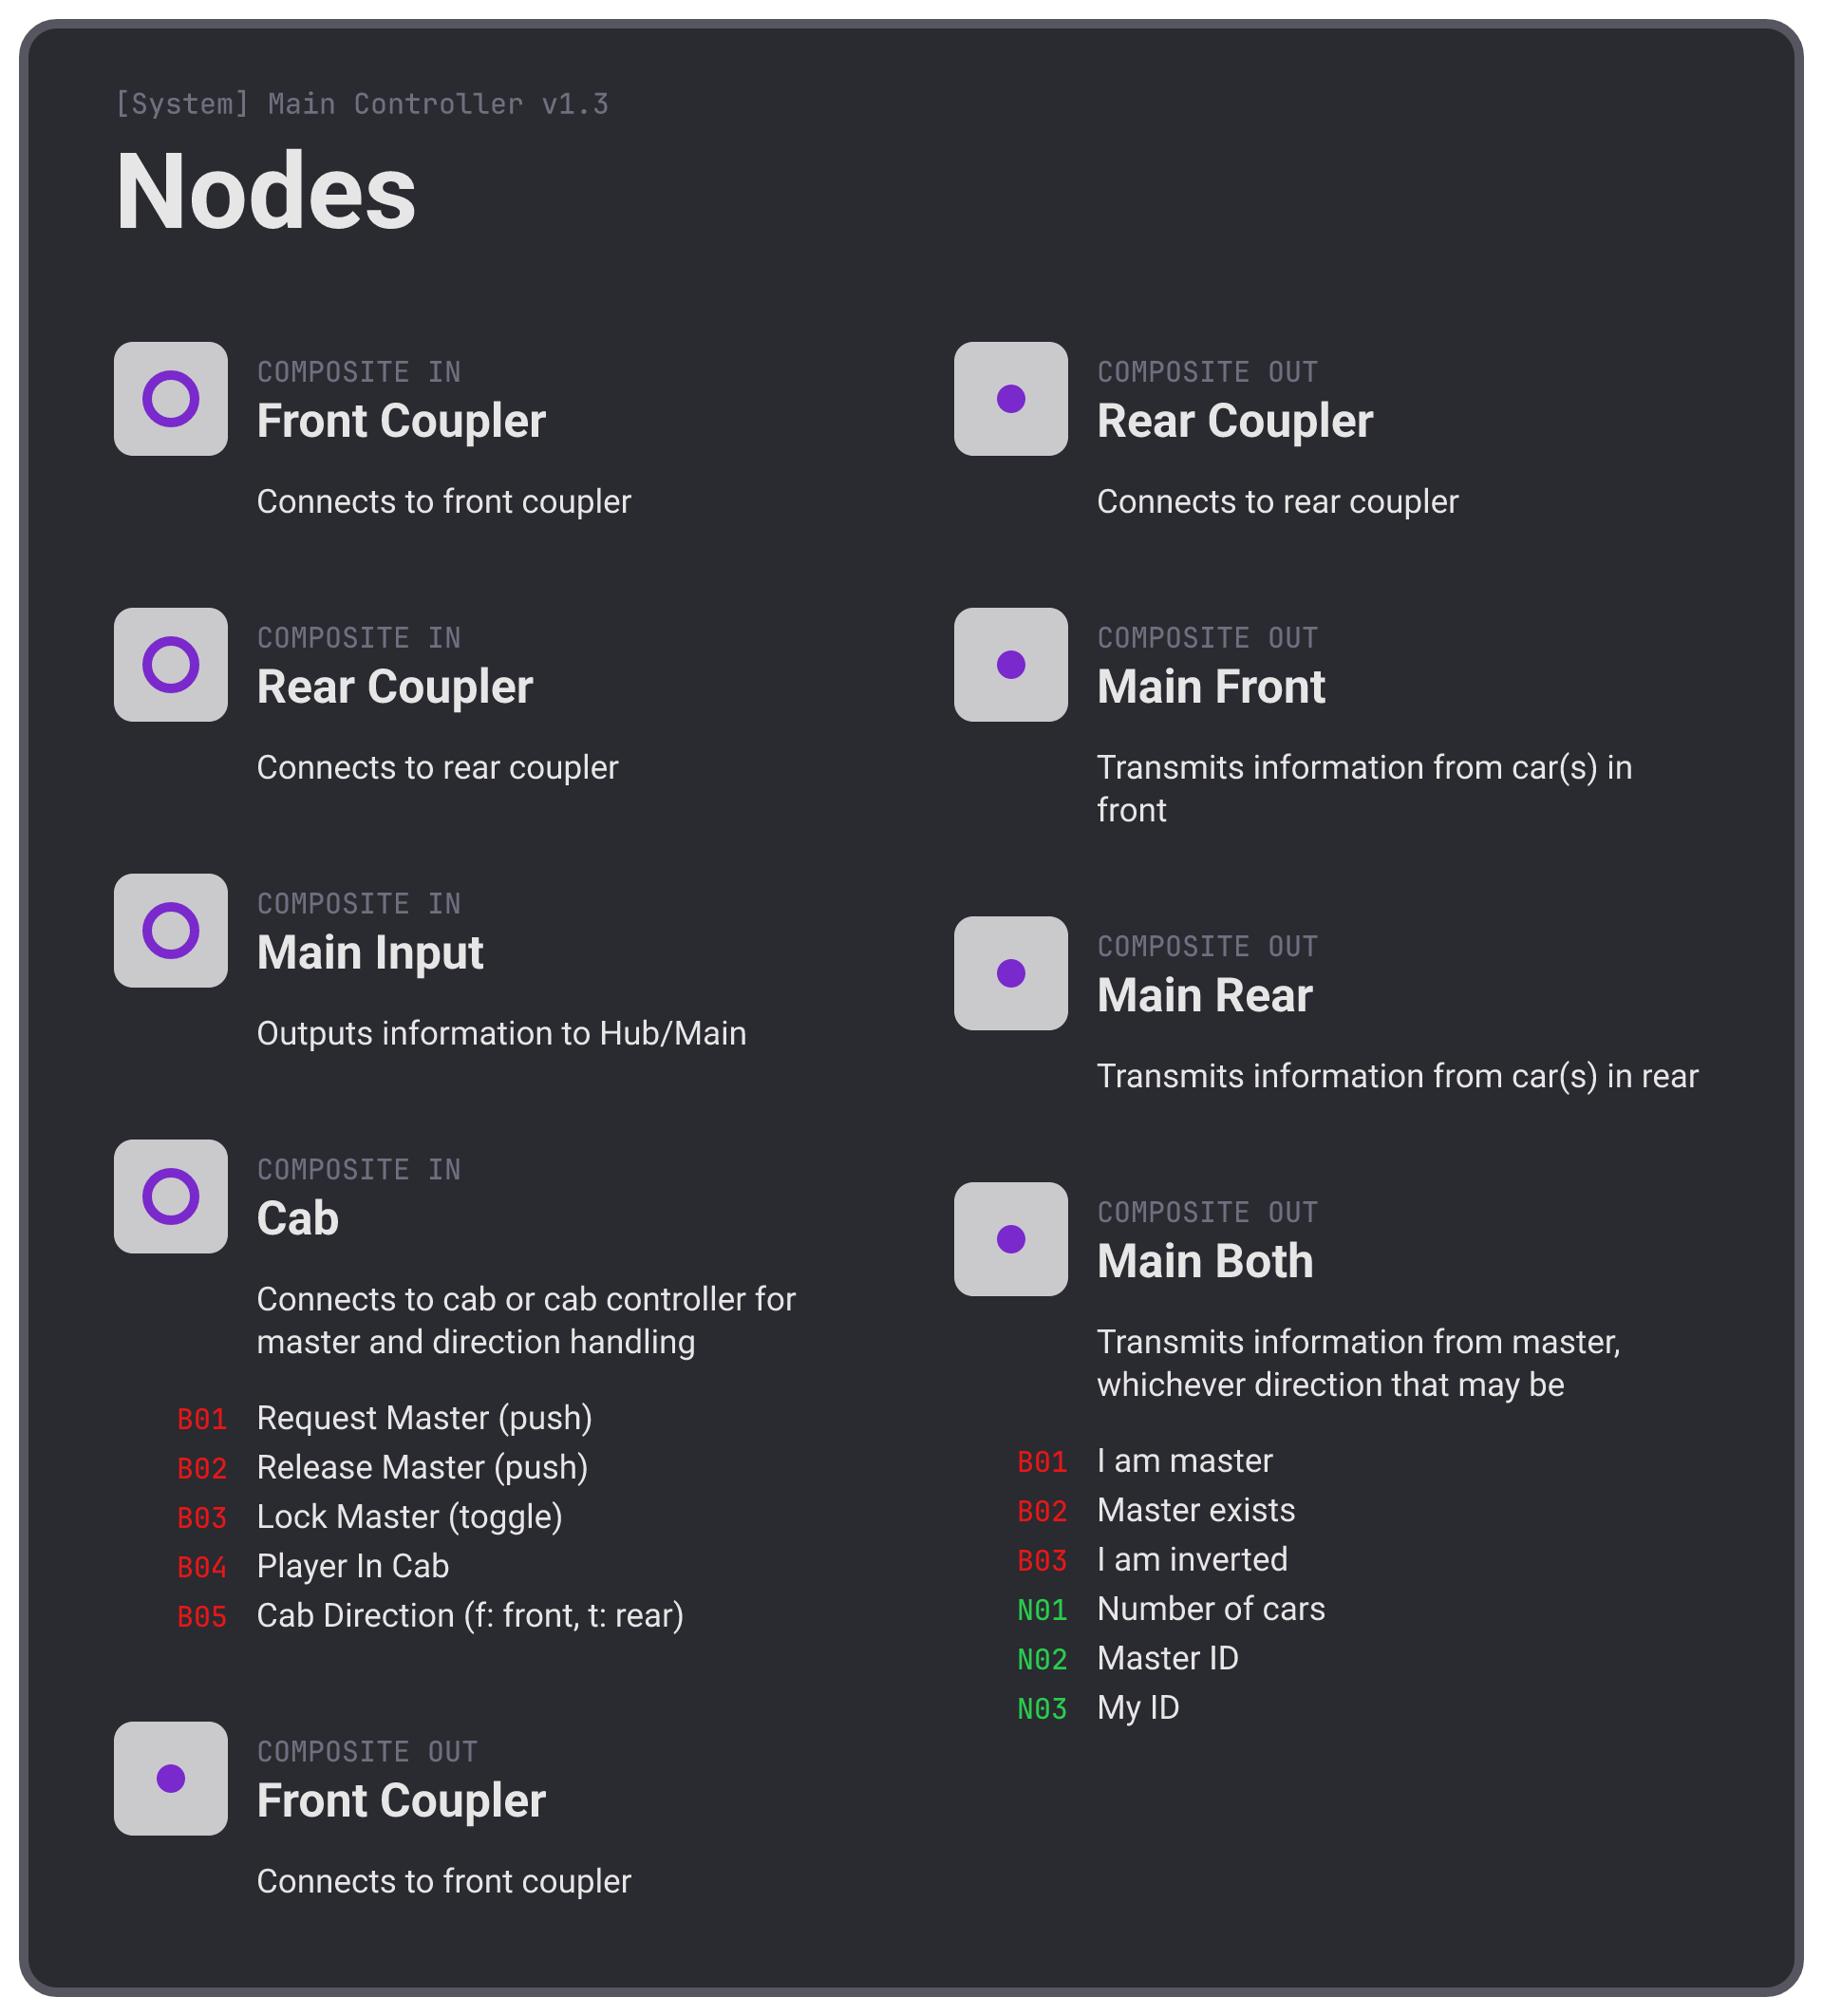 [System] Main Controller v1.3
Nodes
COMPOSITE IN
Front Coupler
Connects to front coupler
COMPOSITE IN
Rear Coupler
Connects to rear coupler
COMPOSITE IN
Main Input
Outputs information to Hub/Main
COMPOSITE IN
Cab
Connects to cab or cab controller for
master and direction handling
B01 Request Master (push)
B02 Release Master (push)
B03 Lock Master (toggle)
B04 Player In Cab
B05 Cab Direction (f: front, t: rear)
COMPOSITE OUT
Front Coupler
Connects to front coupler
COMPOSITE OUT
Rear Coupler
Connects to rear coupler
COMPOSITE OUT
Main Front
Transmits information from car(s) in
front
COMPOSITE OUT
Main Rear
Transmits information from car(s) in rear
COMPOSITE OUT
Main Both
Transmits information from master,
whichever direction that may be
B01 I am master
B02 Master exists
B03 I am inverted
N01 Number of cars
N02 Master ID
N03 My ID